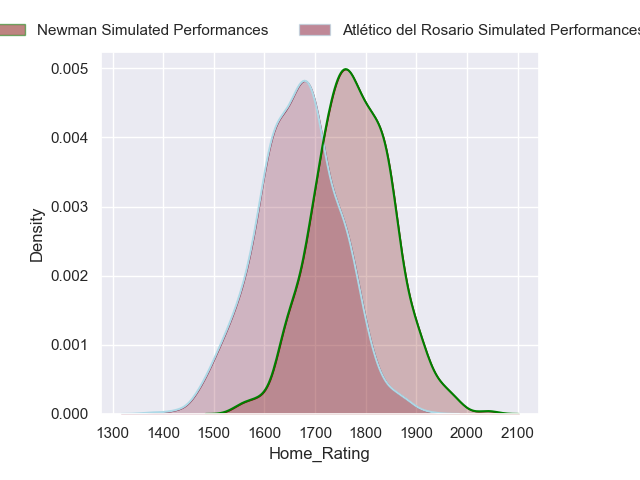 Newman Simulated Performances Atlético del Rosario Simulated Performances
0.005
0.004
0.003
0.002
0.001
0.000
Density
1300 1400 1500 1600 1700 1800 1900 2000 2100
Home_Rating